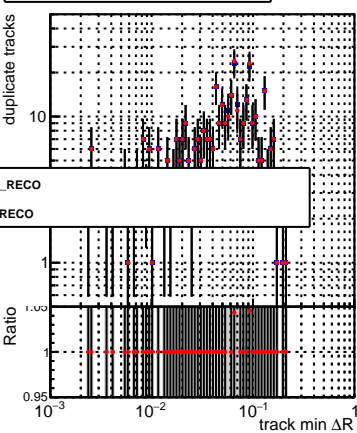 duplicate tracks
10
_RECO
RECO
1
Ratio
1.05
1
0.95
10⁻³ 10⁻² 10⁻¹ 1
track min ΔR